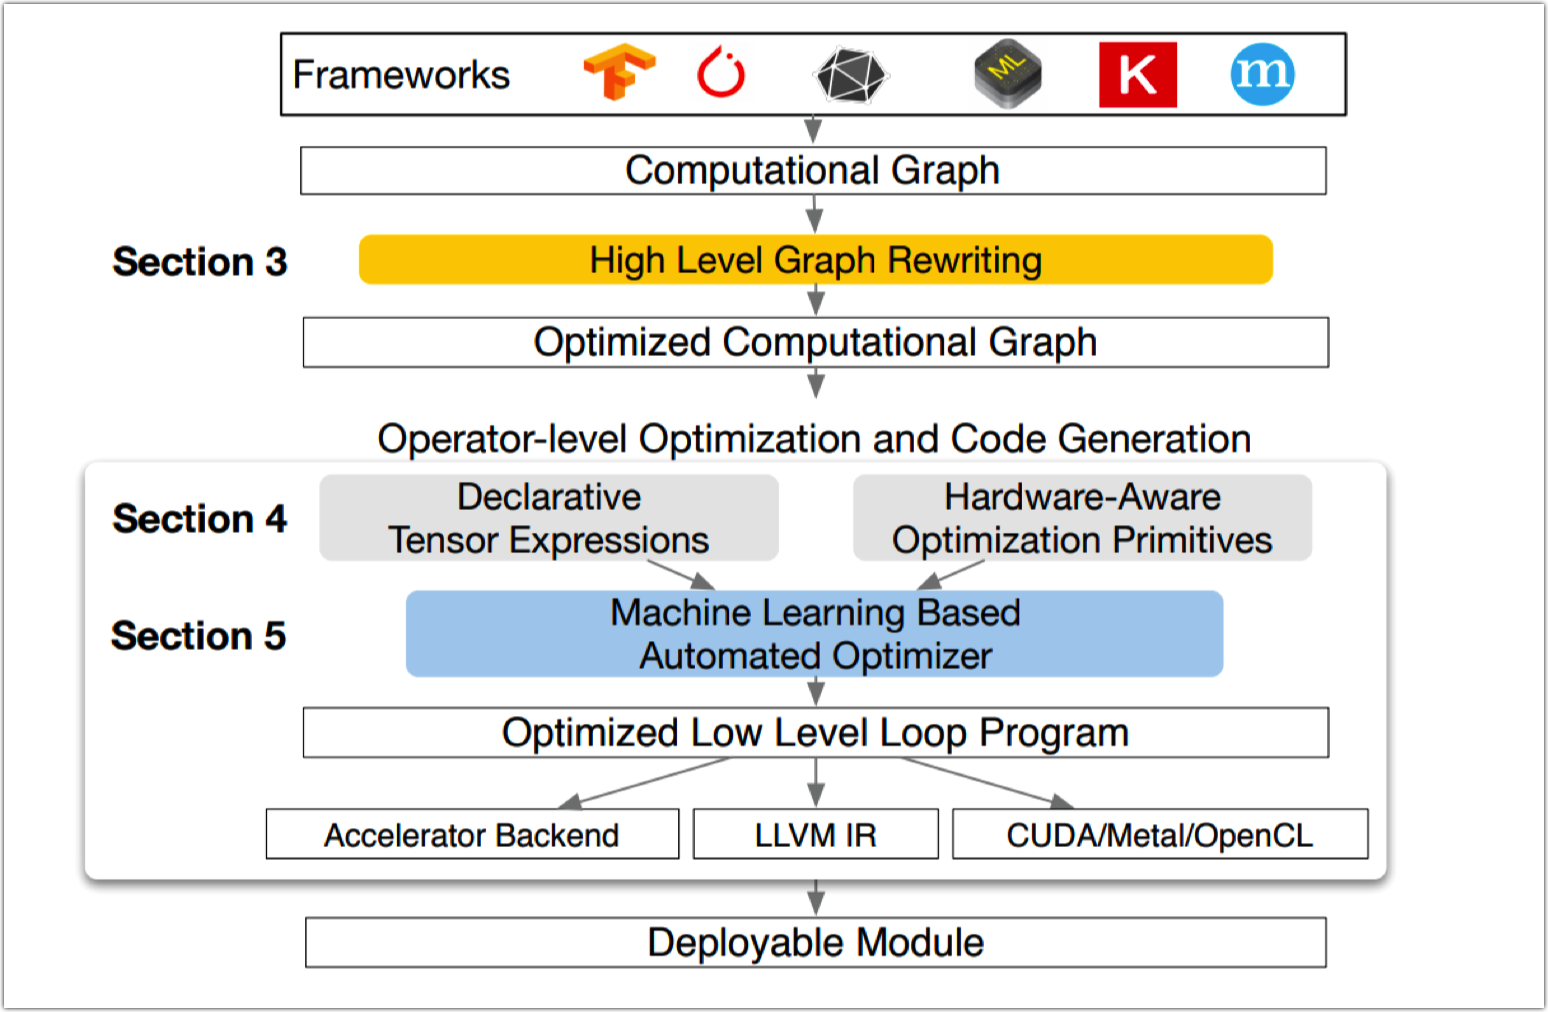 Frameworks
ML
K
m
Computational Graph
Section 3
High Level Graph Rewriting
Optimized Computational Graph
Operator-level Optimization and Code Generation
Section 4
Declarative
Tensor Expressions
Hardware-Aware
Optimization Primitives
Section 5
Machine Learning Based
Automated Optimizer
Optimized Low Level Loop Program
Accelerator Backend
LLVM IR
CUDA/Metal/OpenCL
Deployable Module